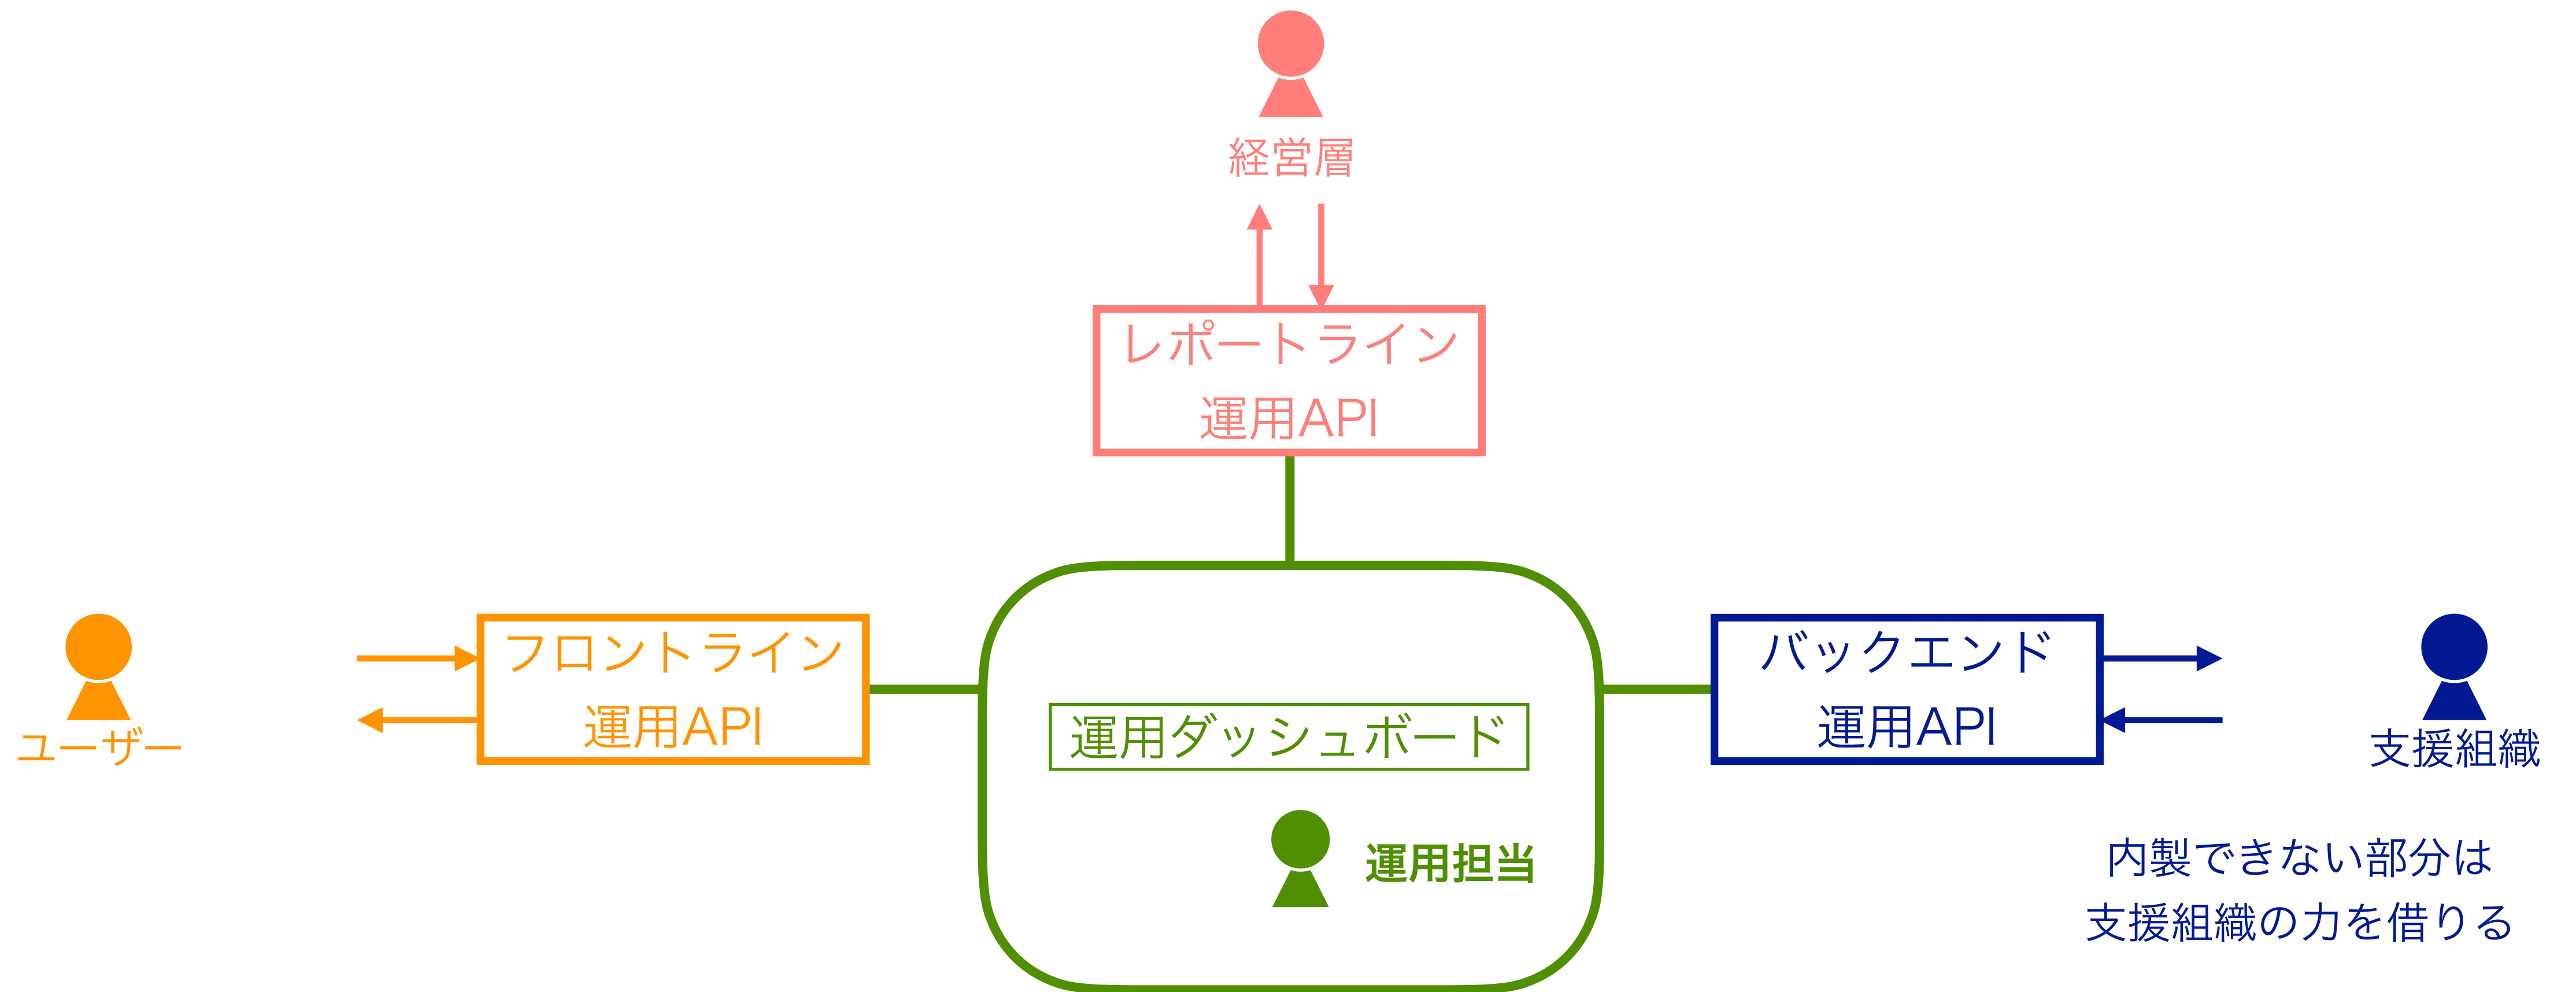 経営層
レポートライン
運用API
フロントライン
運用API
ユーザー
運用ダッシュボード
運用担当
バックエンド
運用API
支援組織
内製できない部分は
支援組織の力を借りる